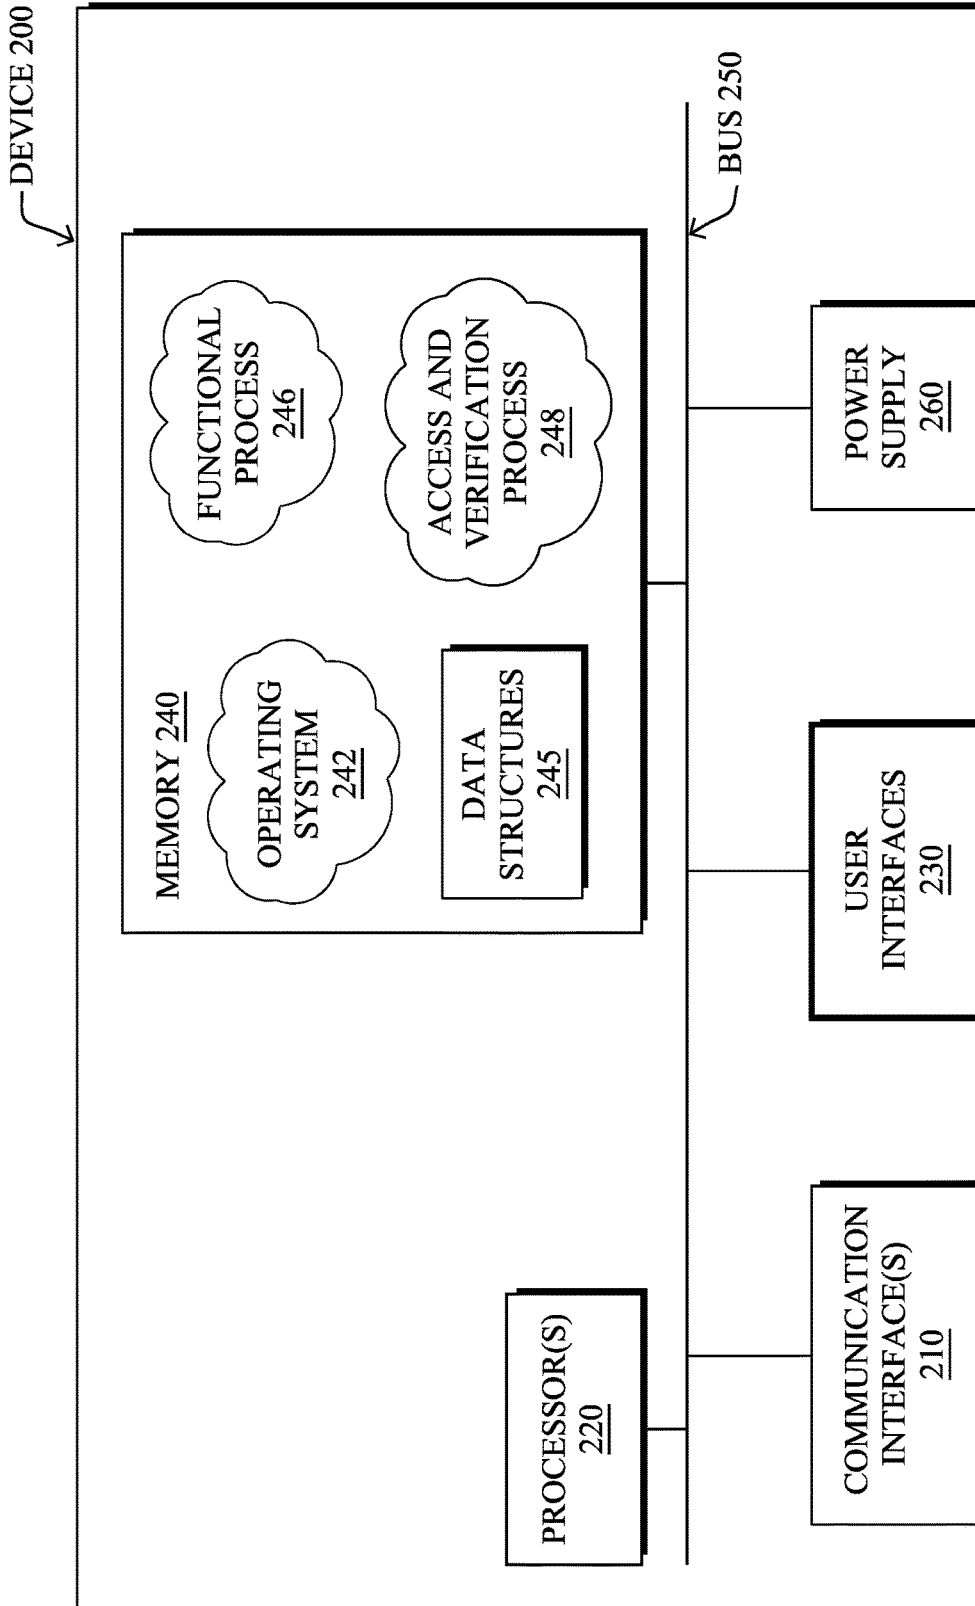 DEVICE 200
MEMORY 240
OPERATING
SYSTEM
242
FUNCTIONAL
PROCESS
246
DATA
STRUCTURES
245
ACCESS AND
VERIFICATION
PROCESS
248
PROCESSOR(S)
220
BUS 250
COMMUNICATION
INTERFACE(S)
210
USER
INTERFACES
230
POWER
SUPPLY
260